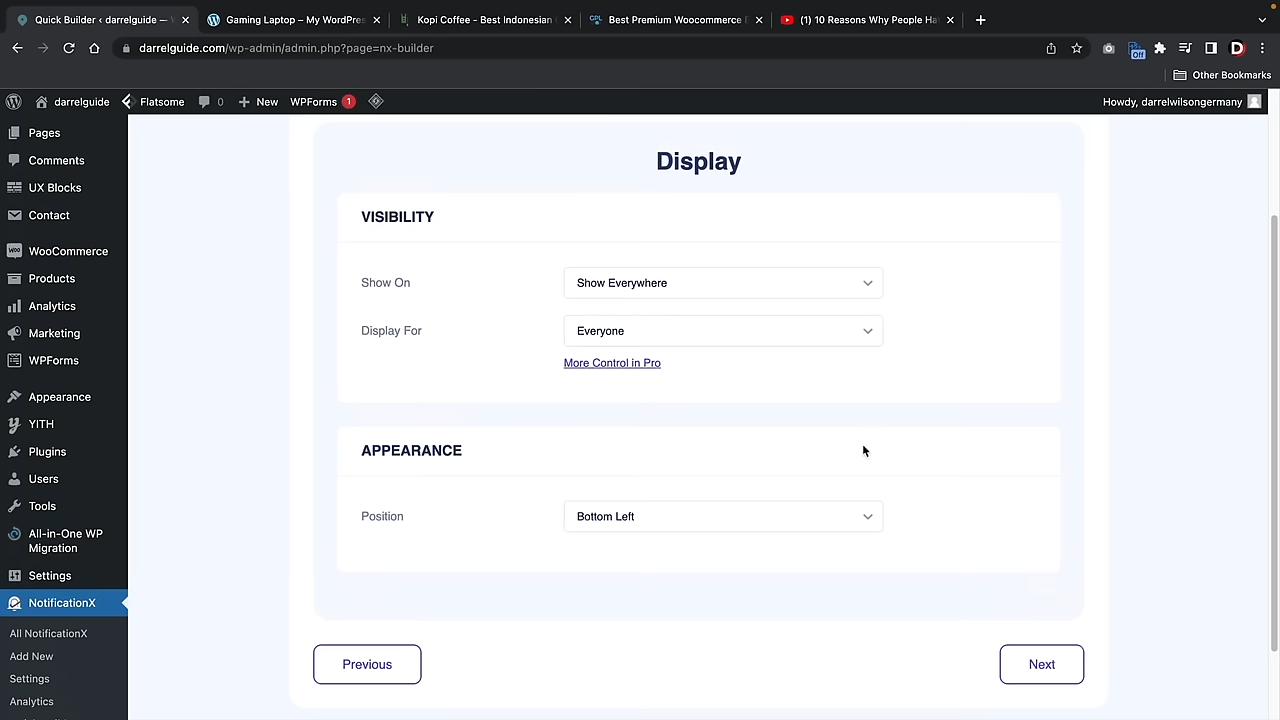 Quick Builder ‹ darrelguide — W
Gaming Laptop – My WordPres
Kopi Coffee - Best Indonesian
CPL
Best Premium Woocommerce
(1) 10 Reasons Why People Ha
darrelguide.com/wp-admin/admin.php?page=nx-builder
Off
D
Other Bookmarks
darrelguide
Flatsome
0
New
WPForms
1
Howdy, darrelwilsongermany
Pages
Comments
UX Blocks
Contact
WooCommerce
Products
Analytics
Marketing
WPForms
Appearance
YITH
Plugins
Users
Tools
All-in-One WP
Migration
Settings
NotificationX
All NotificationX
Add New
Settings
Analytics
Display
VISIBILITY
Show On
Show Everywhere
Display For
Everyone
More Control in Pro
APPEARANCE
Position
Bottom Left
Previous
Next